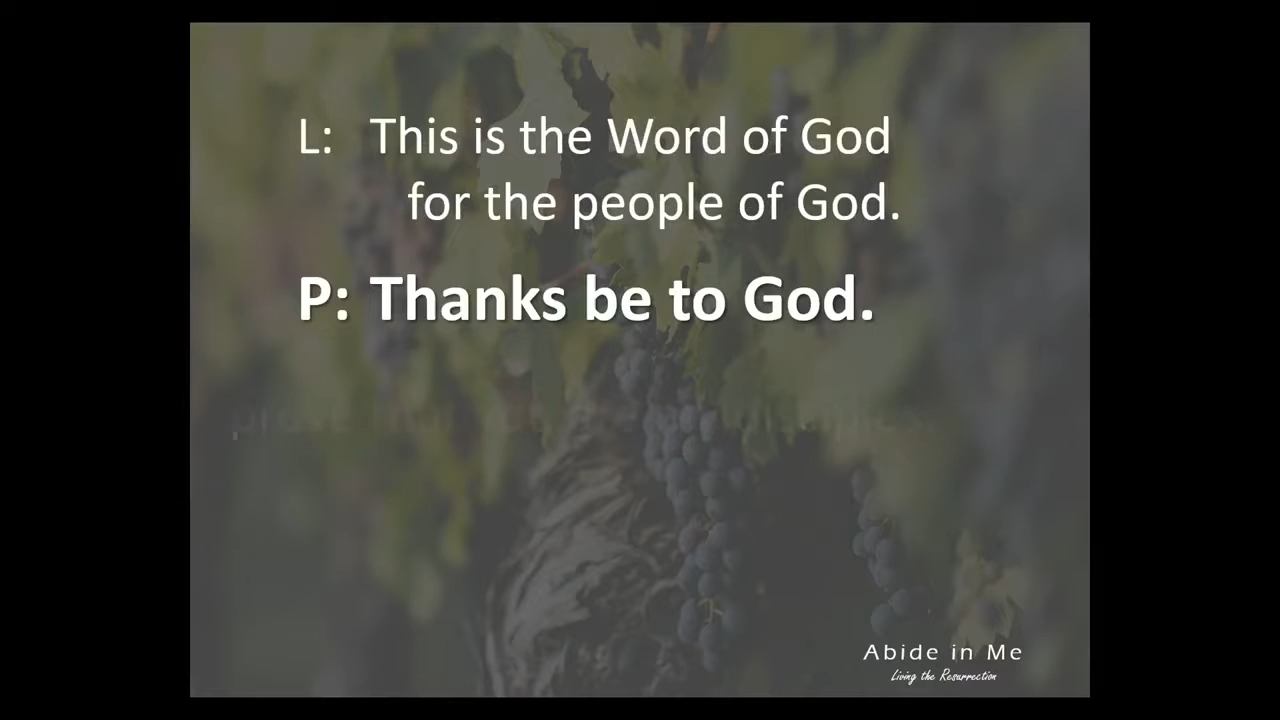 L: This is the Word of God
for the people of God.
P: Thanks be to God.
Abide in Me
Living the Resurrection